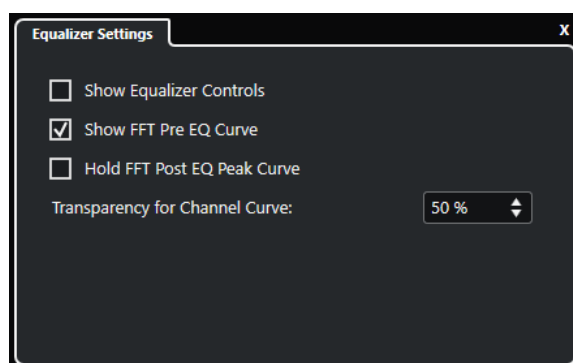 Equalizer Settings
X
Show Equalizer Controls
Show FFT Pre EQ Curve
Hold FFT Post EQ Peak Curve
Transparency for Channel Curve: 50 %